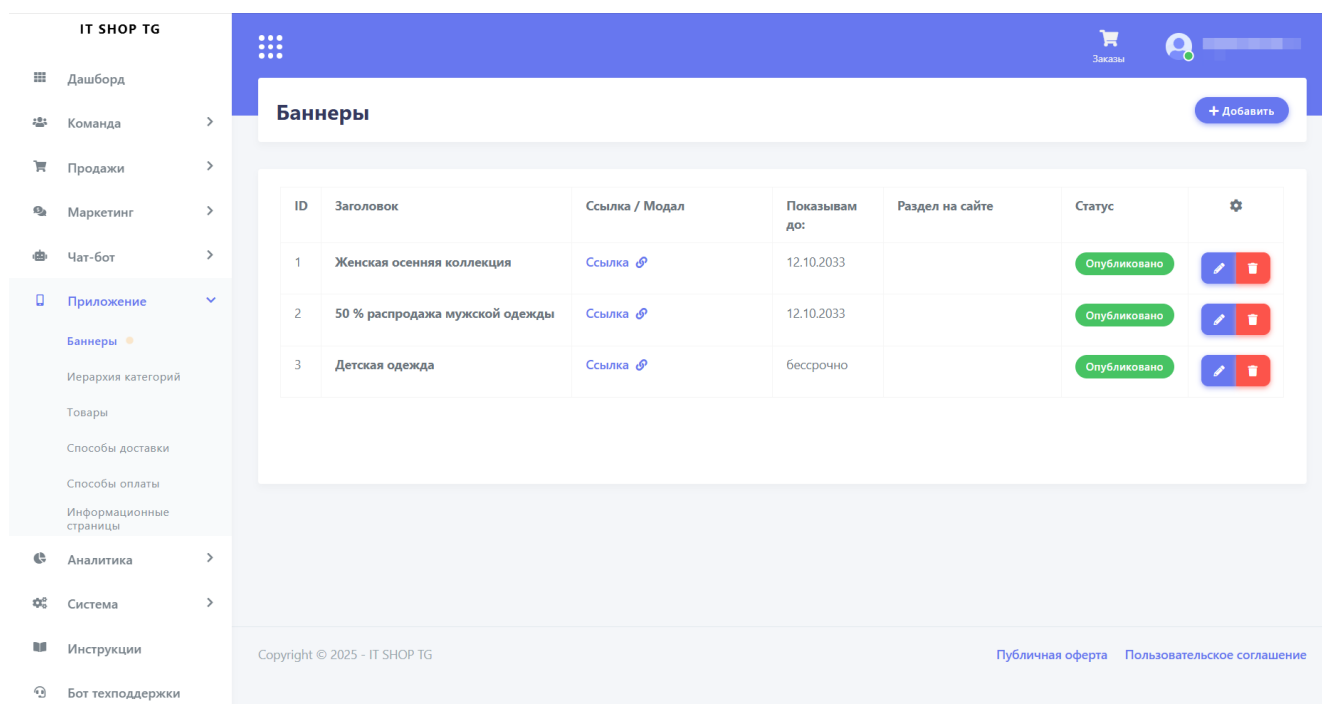 IT SHOP TG
Заказы
Дашборд
Команда
Продажи
Маркетинг
Чат-бот
Приложение
Баннеры
Иерархия категорий
Товары
Способы доставки
Способы оплаты
Информационные
страницы
Аналитика
Система
Инструкции
Бот техподдержки
Баннеры
+ Добавить
ID Заголовок Ссылка / Модал Показывам до: Раздел на сайте Статус
1 Женская осенняя коллекция Ссылка 12.10.2033 Опубликовано
2 50 % распродажа мужской одежды Ссылка 12.10.2033 Опубликовано
3 Детская одежда Ссылка бессрочно Опубликовано
Copyright © 2025 - IT SHOP TG
Публичная оферта Пользовательское соглашение